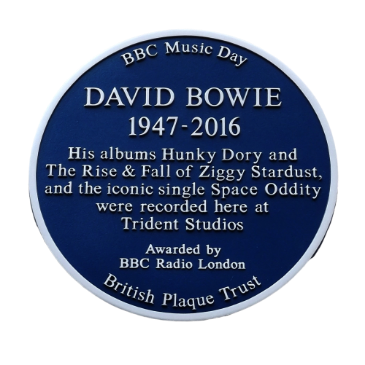 BBC Music Day
DAVID BOWIE
1947-2016
His albums Hunky Dory and
The Rise & Fall of Ziggy Stardust,
and the iconic single Space Oddity
were recorded here at
Trident Studios
Awarded by
BBC Radio London
British Plaque Trust